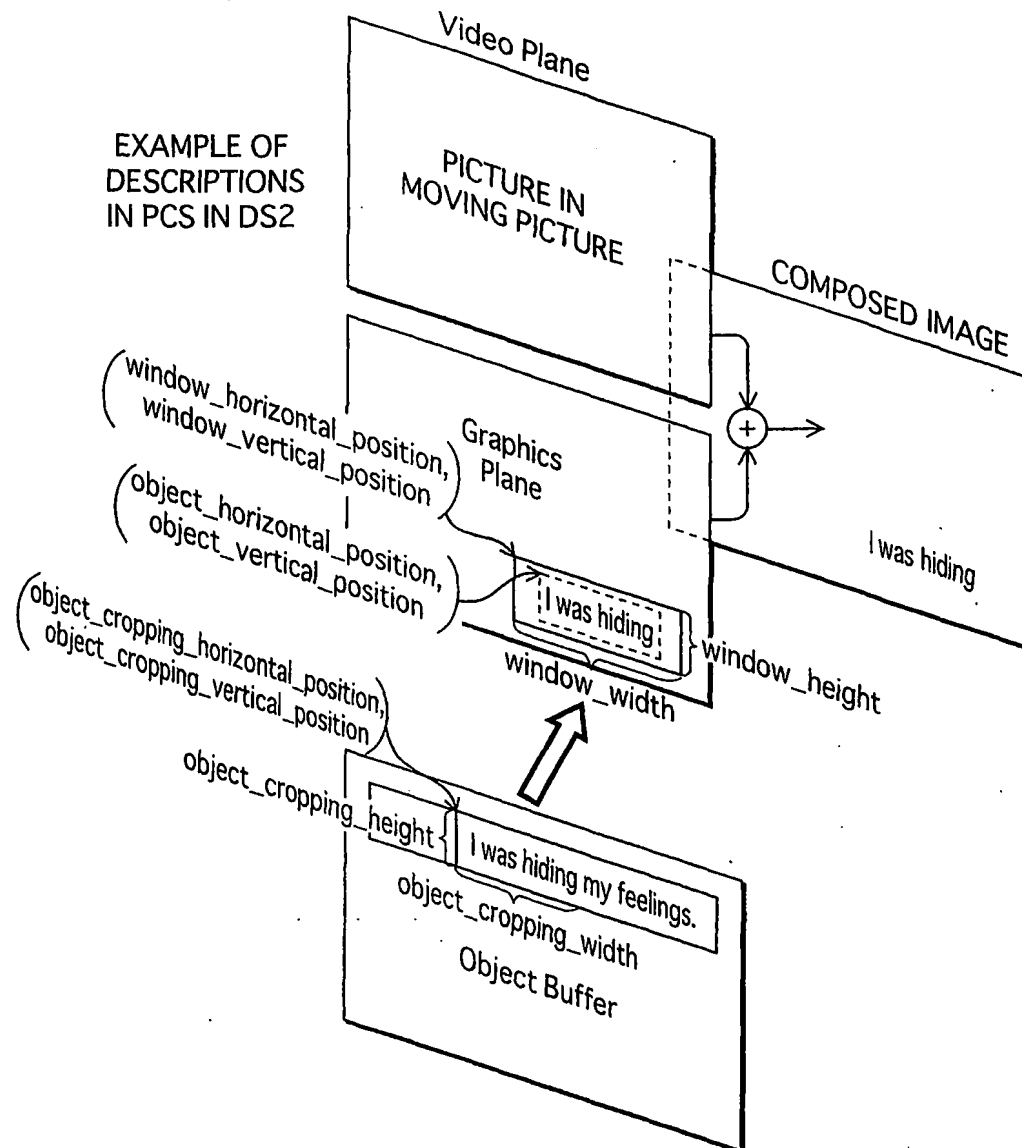 Video Plane
EXAMPLE OF
DESCRIPTIONS
IN PCS IN DS2
PICTURE IN
MOVING PICTURE
COMPOSED IMAGE
(window_horizontal_position,
window_vertical_position)
Graphics
Plane
(object_horizontal_position,
object_vertical_position)
+
I was hiding
I was hiding
window_height
window_width
(object_cropping_horizontal_position,
object_cropping_vertical_position)
object_cropping_height
I was hiding my feelings.
object_cropping_width
Object Buffer